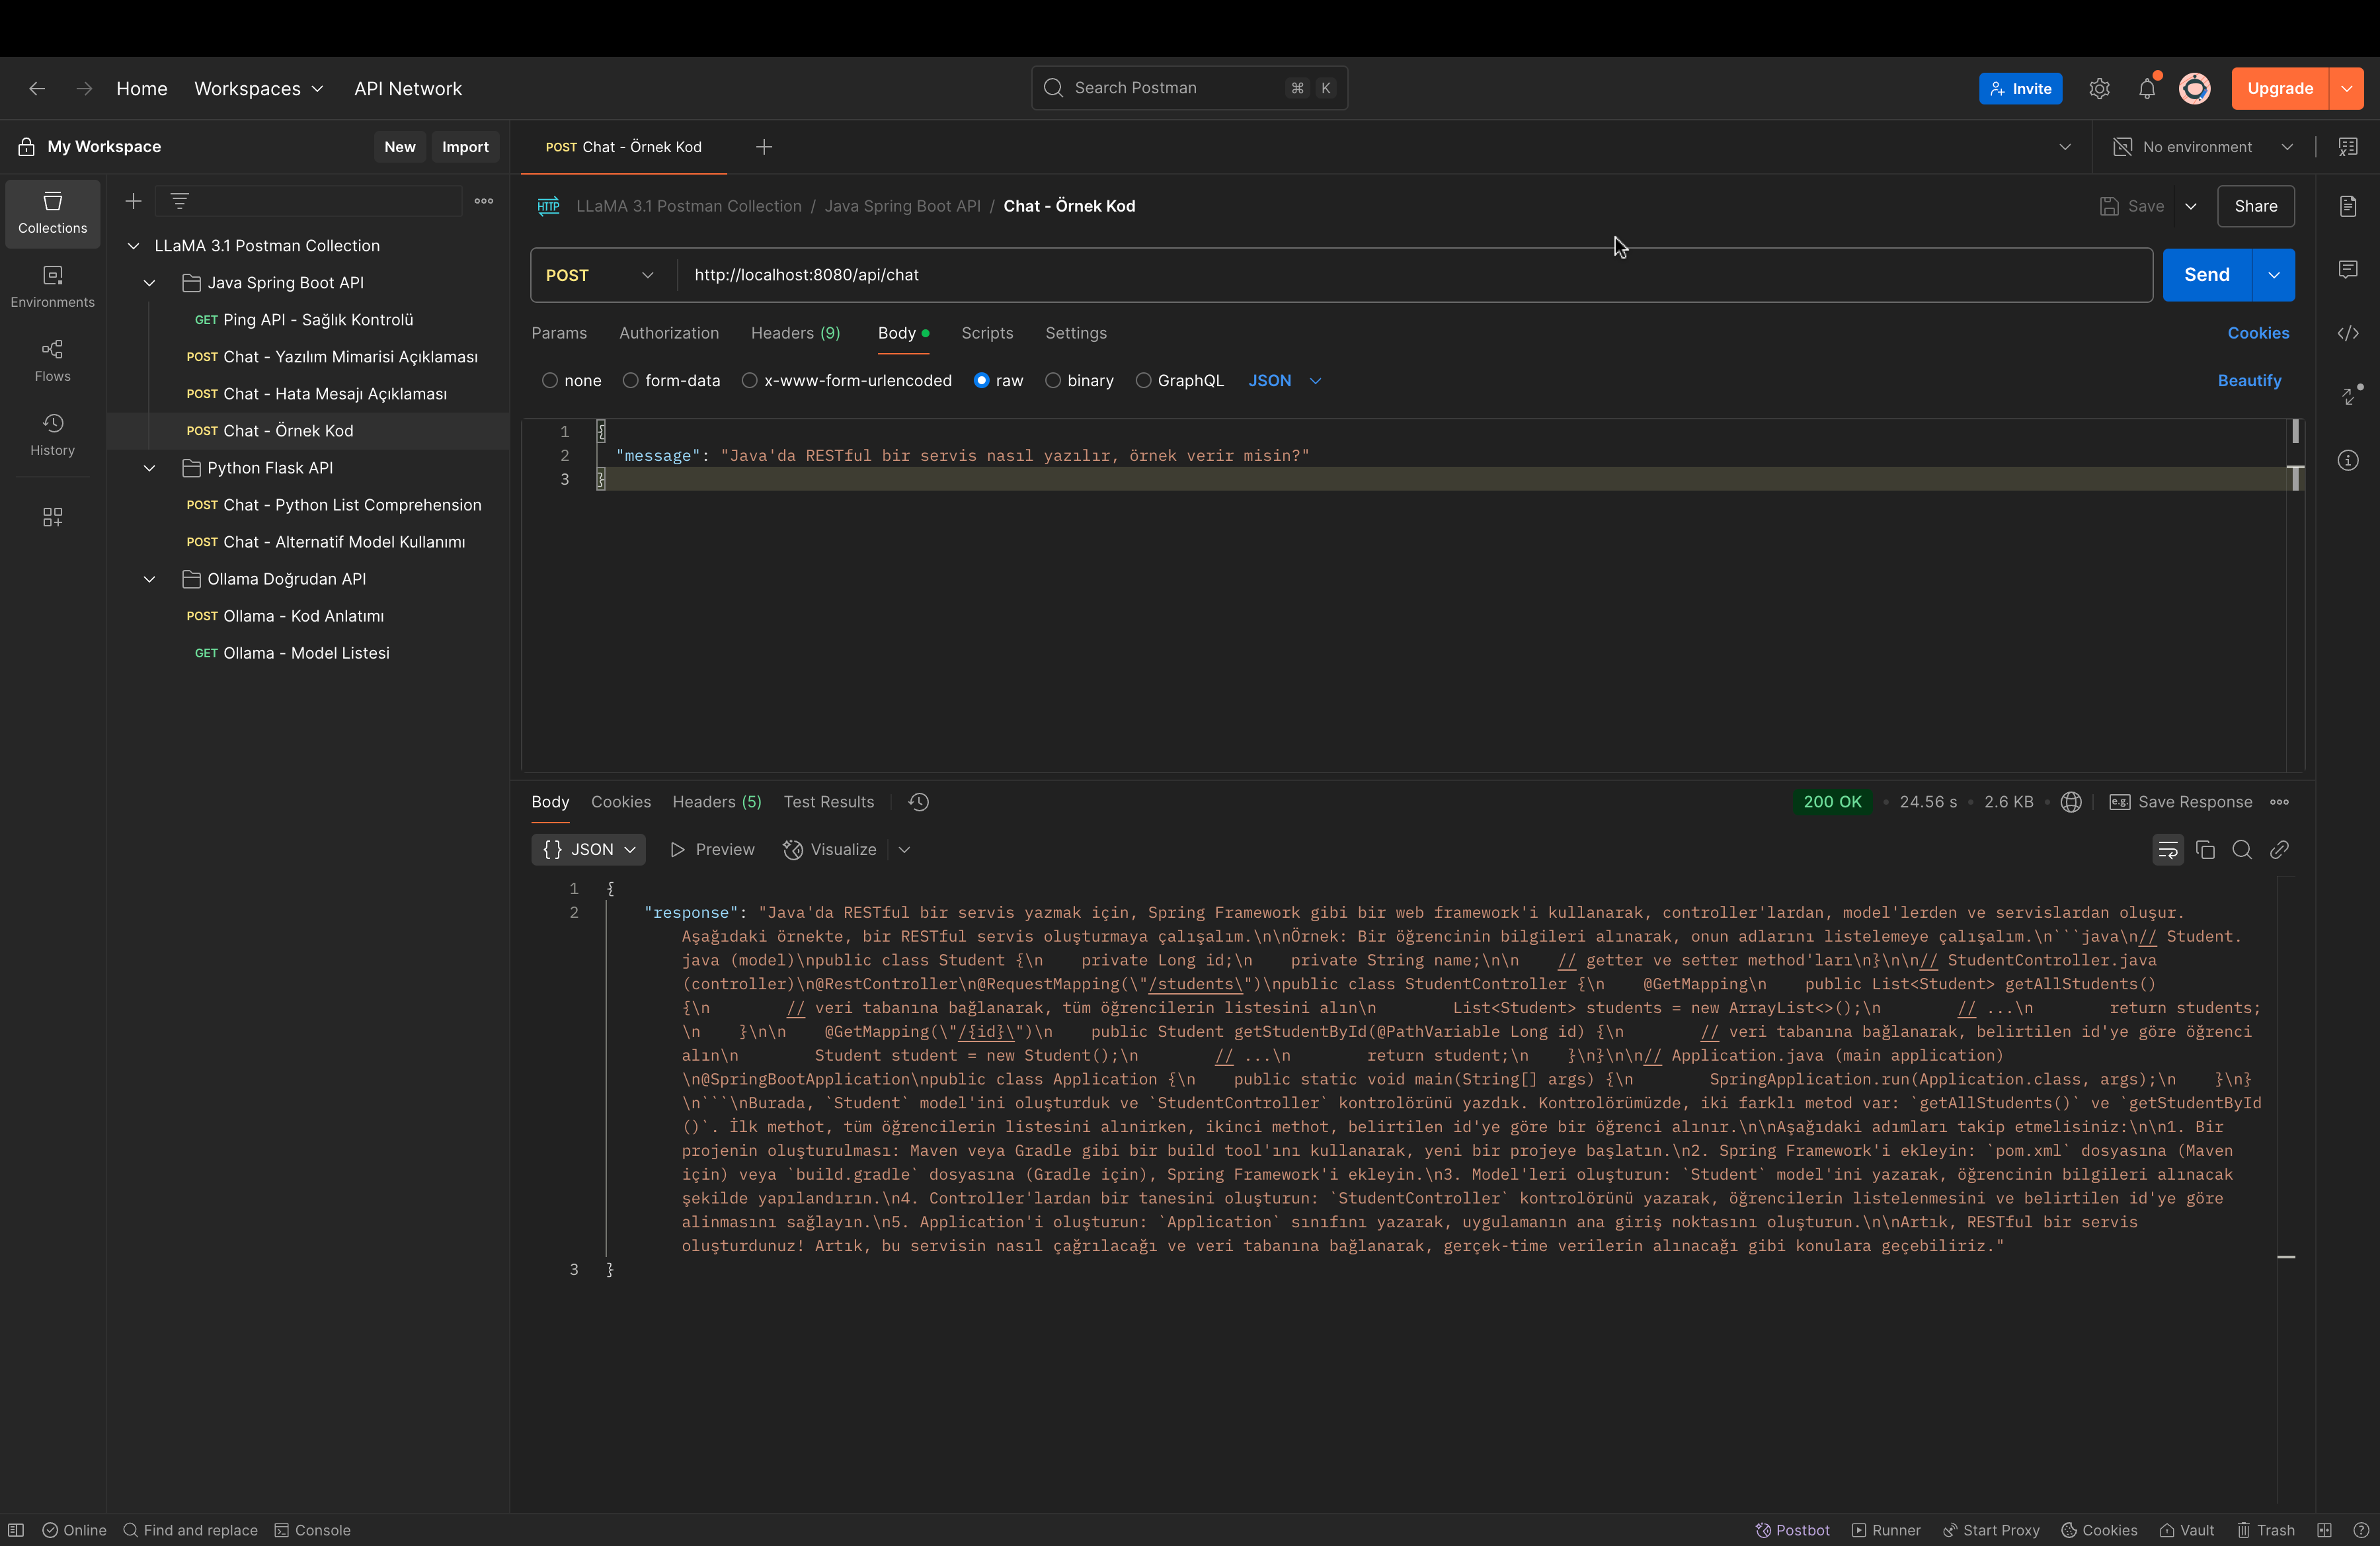 Home Workspaces API Network
Search Postman ⌘ K
Invite
Upgrade
My Workspace
New Import
POST Chat - Örnek Kod
No environment
Collections
Environments
Flows
History
LLaMA 3.1 Postman Collection
Java Spring Boot API
GET Ping API - Sağlık Kontrolü
POST Chat - Yazılım Mimarisi Açıklaması
POST Chat - Hata Mesajı Açıklaması
POST Chat - Örnek Kod
Python Flask API
POST Chat - Python List Comprehension
POST Chat - Alternatif Model Kullanımı
Ollama Doğrudan API
POST Ollama - Kod Anlatımı
GET Ollama - Model Listesi
HTTP LLaMA 3.1 Postman Collection / Java Spring Boot API / Chat - Örnek Kod
Save Share
POST http://localhost:8080/api/chat
Send
Params Authorization Headers (9) Body Scripts Settings Cookies
none form-data x-www-form-urlencoded raw binary GraphQL JSON Beautify
1 {
2 "message": "Java'da RESTful bir servis nasıl yazılır, örnek verir misin?"
3 }
Body Cookies Headers (5) Test Results
200 OK • 24.56 s • 2.6 KB • e.g. Save Response
{} JSON Preview Visualize
1 {
2 "response": "Java'da RESTful bir servis yazmak için, Spring Framework gibi bir web framework'i kullanarak, controller'lardan, model'lerden ve servislardan oluşur.
Aşağıdaki örnekte, bir RESTful servis oluşturmaya çalışalım.\n\nÖrnek: Bir öğrencinin bilgileri alınarak, onun adlarını listelemeye çalışalım.\n```java\n// Student.
java (model)\npublic class Student {\n    private Long id;\n    private String name;\n\n    // getter ve setter method'ları\n}\n\n// StudentController.java
(controller)\n@RestController\n@RequestMapping(\"/students\")\npublic class StudentController {\n    @GetMapping\n    public List<Student> getAllStudents()
{\n        // veri tabanına bağlanarak, tüm öğrencilerin listesini alın\n        List<Student> students = new ArrayList<>();\n        // ...\n        return students;
\n    }\n\n    @GetMapping(\"/{id}\")\n    public Student getStudentById(@PathVariable Long id) {\n        // veri tabanına bağlanarak, belirtilen id'ye göre öğrenci
alın\n        Student student = new Student();\n        // ...\n        return student;\n    }\n}\n\n// Application.java (main application)
\n@SpringBootApplication\npublic class Application {\n    public static void main(String[] args) {\n        SpringApplication.run(Application.class, args);\n    }\n}
\n```\nBurada, `Student` model'ini oluşturduk ve `StudentController` kontrolörünü yazdık. Kontrolörümüzde, iki farklı metod var: `getAllStudents()` ve `getStudentById
()`. İlk methot, tüm öğrencilerin listesini alınirken, ikinci methot, belirtilen id'ye göre bir öğrenci alınır.\n\nAşağıdaki adımları takip etmelisiniz:\n\n1. Bir
projenin oluşturulması: Maven veya Gradle gibi bir build tool'ını kullanarak, yeni bir projeye başlatın.\n2. Spring Framework'i ekleyin: `pom.xml` dosyasına (Maven
için) veya `build.gradle` dosyasına (Gradle için), Spring Framework'i ekleyin.\n3. Model'leri oluşturun: `Student` model'ini yazarak, öğrencinin bilgileri alınacak
şekilde yapılandırın.\n4. Controller'lardan bir tanesini oluşturun: `StudentController` kontrolörünü yazarak, öğrencilerin listelenmesini ve belirtilen id'ye göre
alinmasını sağlayın.\n5. Application'i oluşturun: `Application` sınıfını yazarak, uygulamanın ana giriş noktasını oluşturun.\n\nArtık, RESTful bir servis
oluşturdunuz! Artık, bu servisin nasıl çağrılacağı ve veri tabanına bağlanarak, gerçek-time verilerin alınacağı gibi konulara geçebiliriz."
3 }
Online Find and replace Console
Postbot Runner Start Proxy Cookies Vault Trash